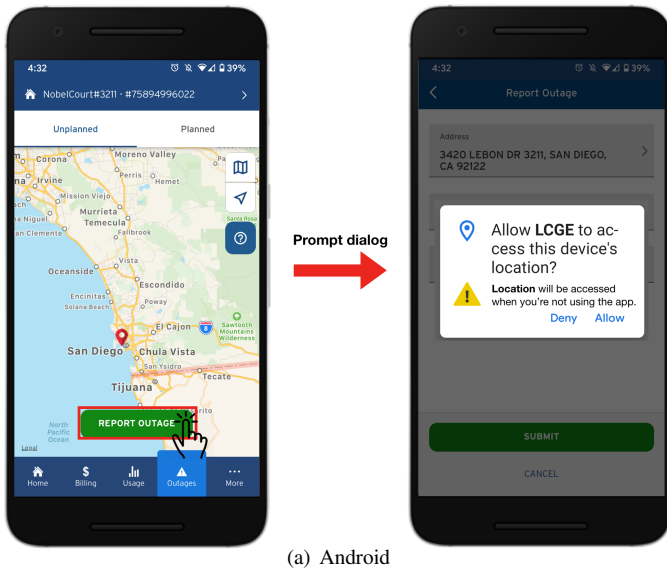 4:32
39%
NobelCourt#3211 - #75894996022
Unplanned
Planned
Corona
Moreno Valley
Irvine
Perris
Hemet
Mission Viejo
Murrieta
Temecula
Santa Rosa
Fallbrook
Vista
Oceanside
Escondido
Encinitas
Solana Beach
Poway
El Cajon
8
Sawtooth
Mountains
Wilderness
San Diego
Chula Vista
San Ysidro
Tecate
Tijuana
North
Pacific
Ocean
REPORT OUTAGE
Legal
Home
Billing
Usage
Outages
More
Prompt dialog
4:32
39%
Report Outage
Address
3420 LEBON DR 3211, SAN DIEGO,
CA 92122
Allow LCGE to ac-
cess this device's
location?
Location will be accessed
when you're not using the app.
Deny Allow
SUBMIT
CANCEL
(a) Android